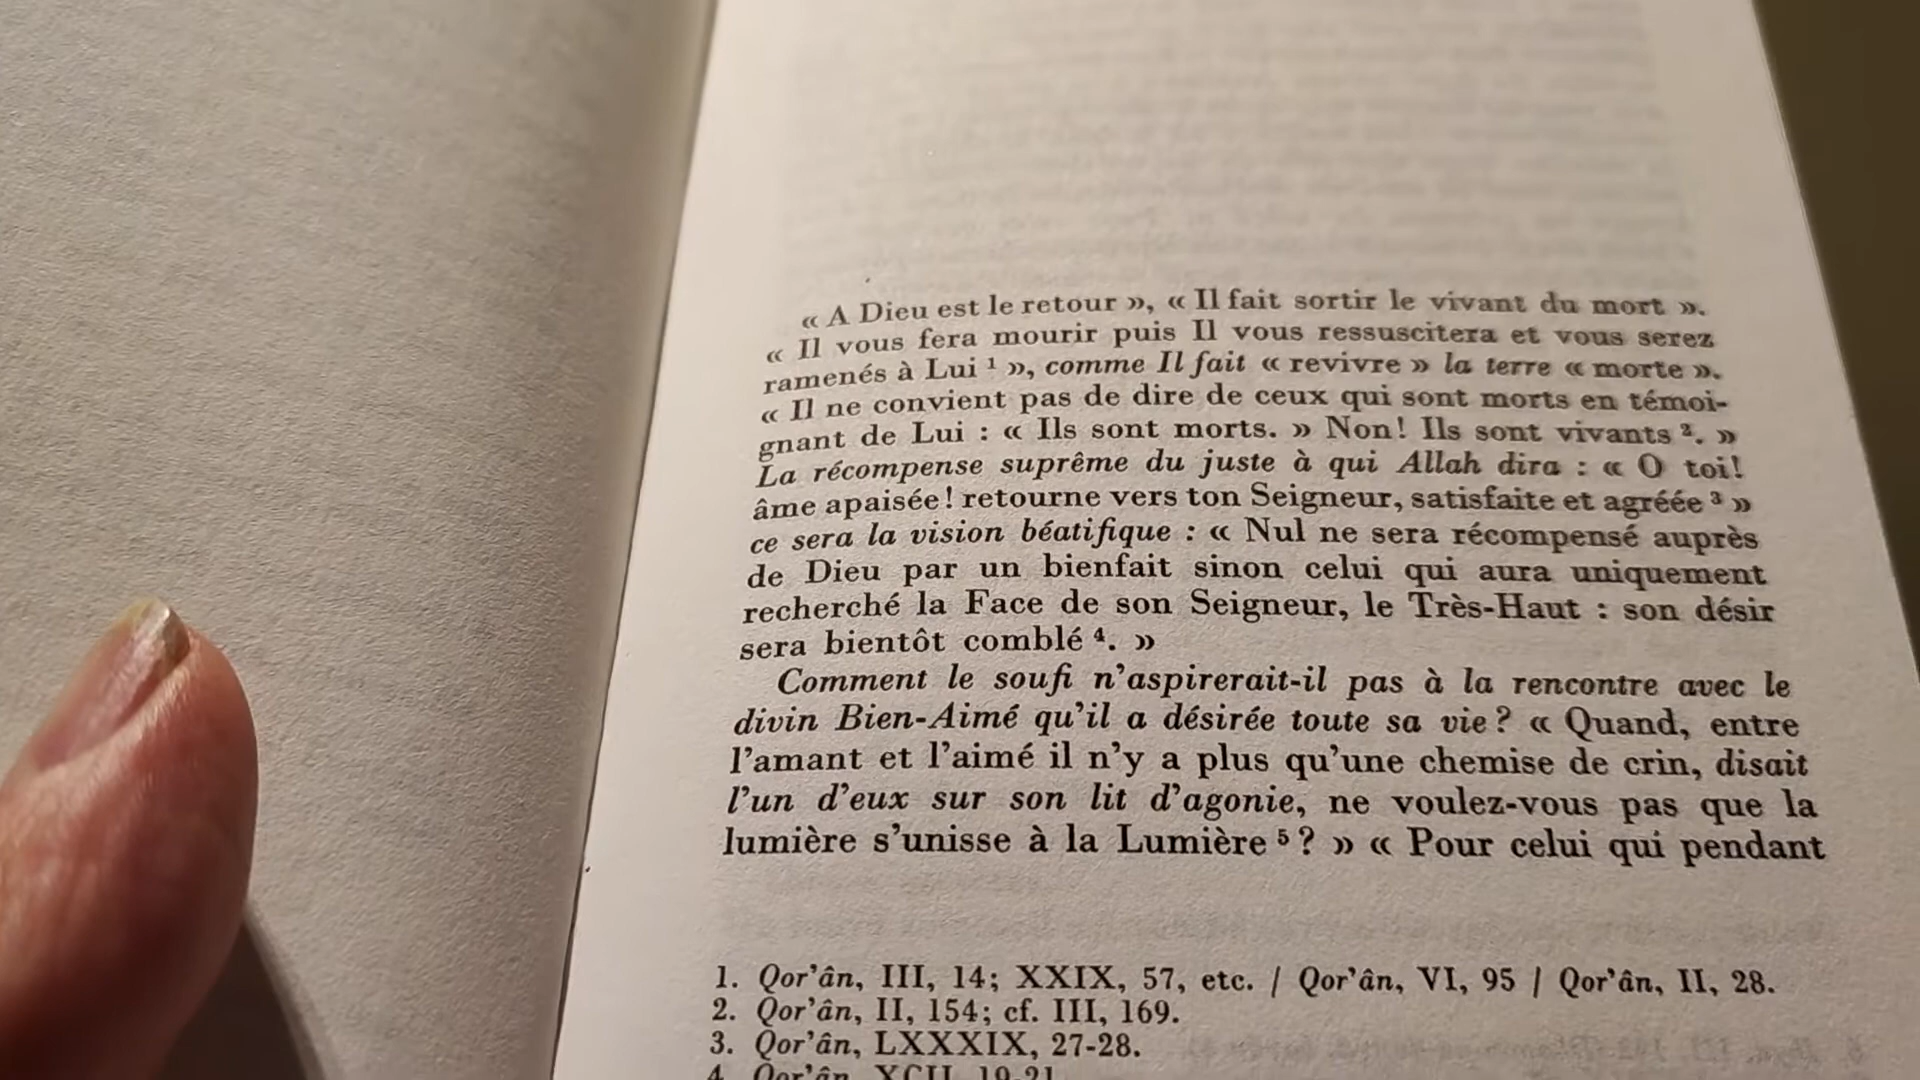 « A Dieu est le retour », « Il fait sortir le vivant du mort ».
« Il vous fera mourir puis Il vous ressuscitera et vous serez
ramenés à Lui ¹ », comme Il fait « revivre » la terre « morte ».
« Il ne convient pas de dire de ceux qui sont morts en témoi-
gnant de Lui : « Ils sont morts. » Non! Ils sont vivants ². »
La récompense suprême du juste à qui Allah dira : « O toi!
âme apaisée! retourne vers ton Seigneur, satisfaite et agréée ³ »
ce sera la vision béatifique : « Nul ne sera récompensé auprès
de Dieu par un bienfait sinon celui qui aura uniquement
recherché la Face de son Seigneur, le Très-Haut : son désir
sera bientôt comblé ⁴. »
Comment le soufi n'aspirerait-il pas à la rencontre avec le
divin Bien-Aimé qu'il a désirée toute sa vie? « Quand, entre
l'amant et l'aimé il n'y a plus qu'une chemise de crin, disait
l'un d'eux sur son lit d'agonie, ne voulez-vous pas que la
lumière s'unisse à la Lumière ⁵? » « Pour celui qui pendant
1. Qor'ân, III, 14; XXIX, 57, etc. / Qor'ân, VI, 95 / Qor'ân, II, 28.
2. Qor'ân, II, 154; cf. III, 169.
3. Qor'ân, LXXXIX, 27-28.
4. Qor'ân, XCII, 19-21